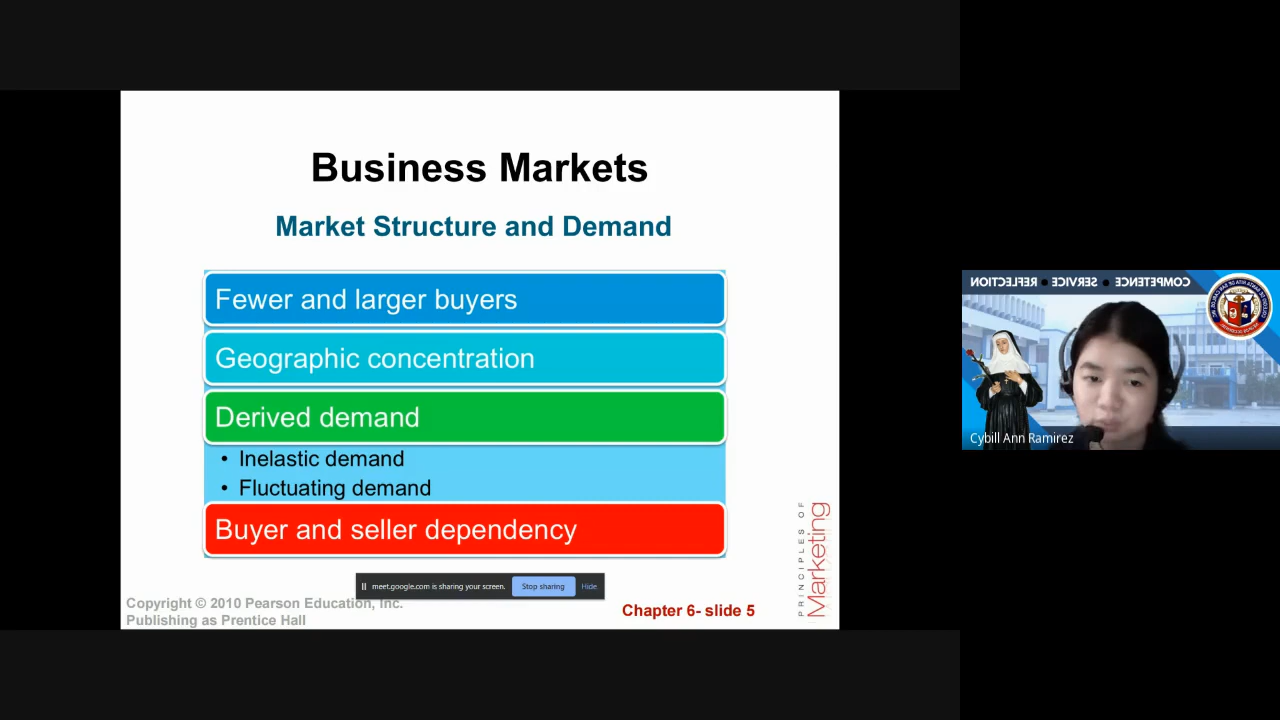 Business Markets
Market Structure and Demand
Fewer and larger buyers
Geographic concentration
Derived demand
• Inelastic demand
• Fluctuating demand
Buyer and seller dependency
meet.google.com is sharing your screen.
Stop sharing
Hide
Copyright © 2010 Pearson Education, Inc.
Publishing as Prentice Hall
Chapter 6- slide 5
PRINCIPLES OF
Marketing
COMPETENCE • SERVICE • REFLECTION
Cybill Ann Ramirez